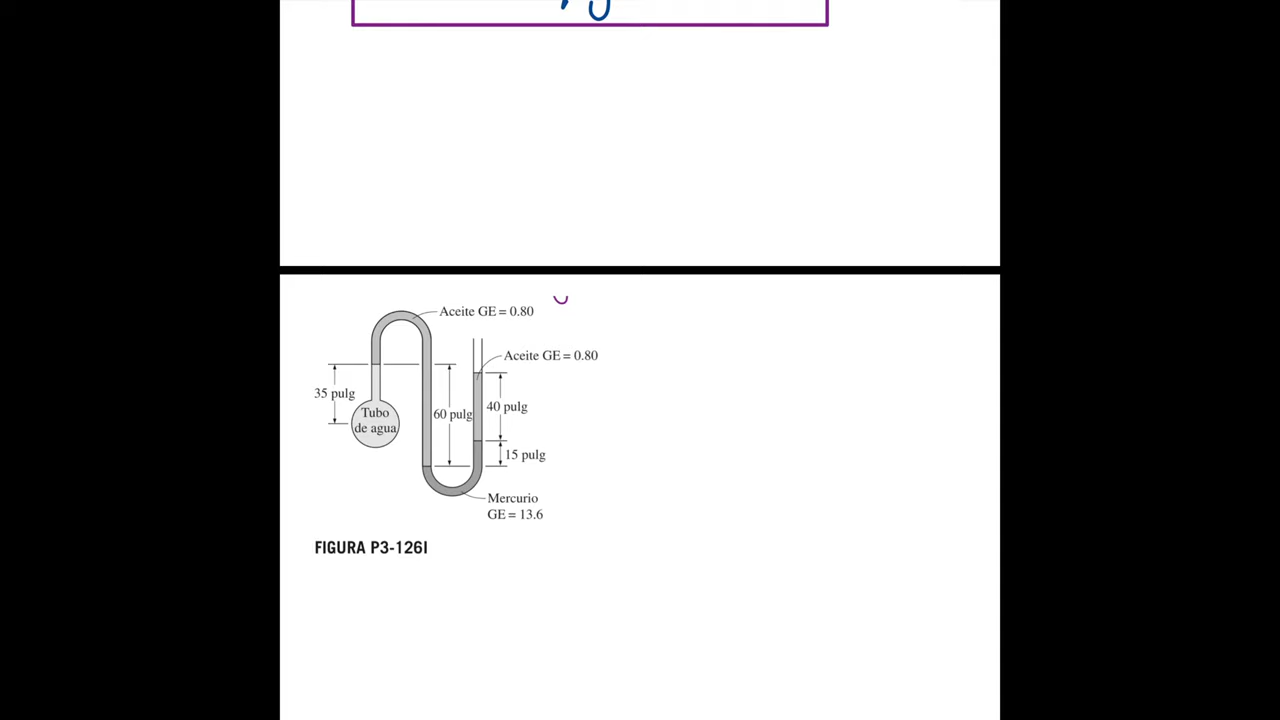 Aceite GE = 0.80
Aceite GE = 0.80
35 pulg
Tubo
de agua
60 pulg
40 pulg
15 pulg
Mercurio
GE = 13.6
FIGURA P3-126I